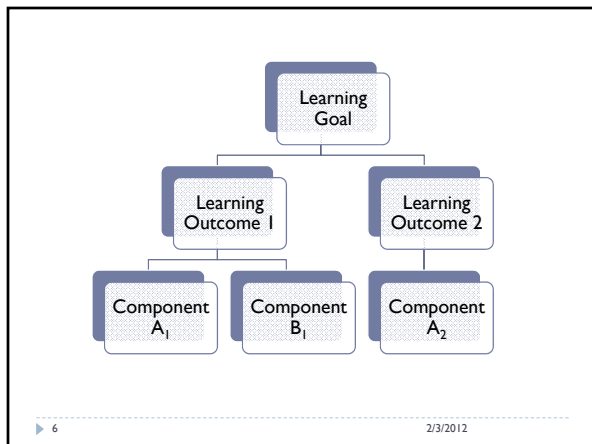 Learning
Goal
Learning
Outcome 1
Learning
Outcome 2
Component
A₁
Component
B₁
Component
A₂
6
2/3/2012